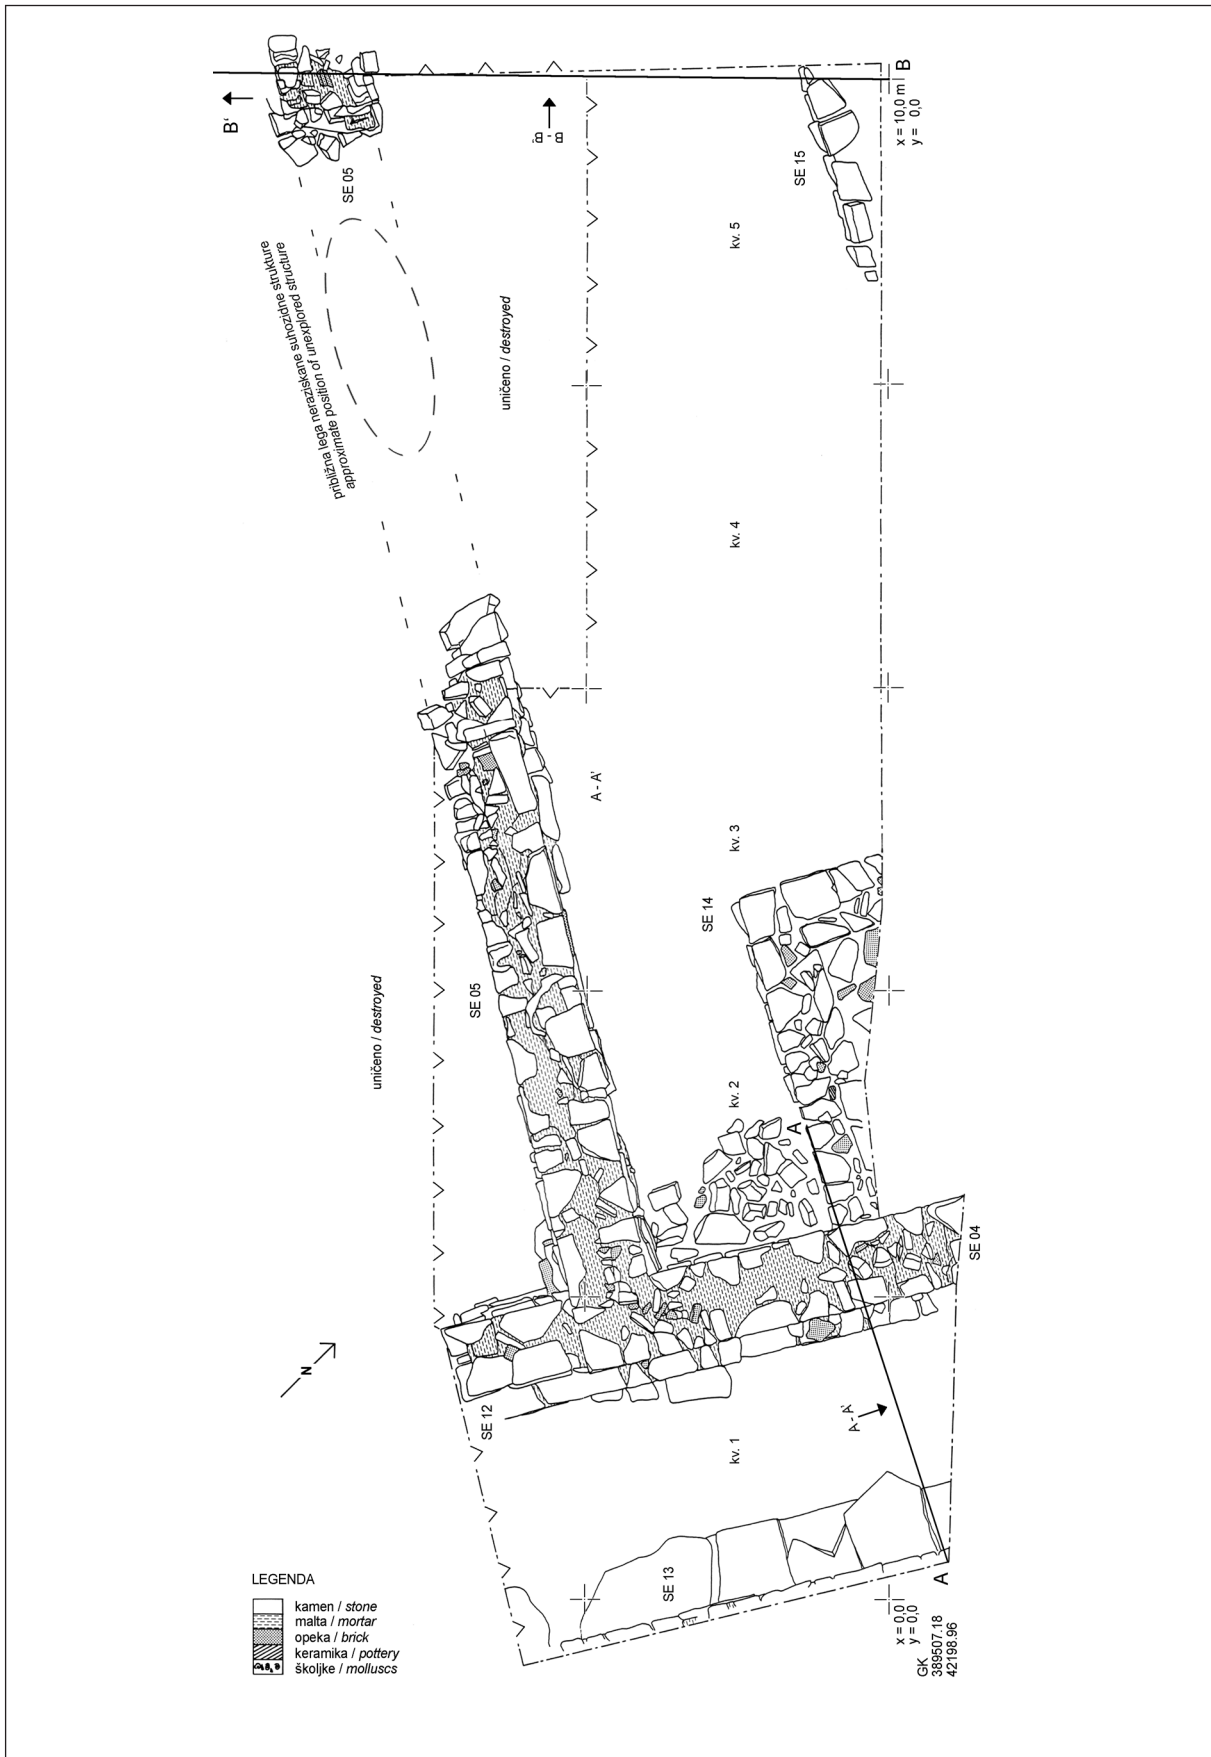 B'
B
B - B'
x = 10,0 m
y = 0,0
SE 05
SE 15
približna lega neraziskane suhozidne strukture
approximate position of unexplored structure
kv. 5
uničeno / destroyed
kv. 4
A - A'
kv. 3
SE 14
SE 05
uničeno / destroyed
kv. 2
A
SE 04
N
SE 12
A - A'
kv. 1
SE 13
A
x = 0,0
y = 0,0
GK
389507.18
42198.96
LEGENDA
kamen / stone
malta / mortar
opeka / brick
keramika / pottery
školjke / molluscs